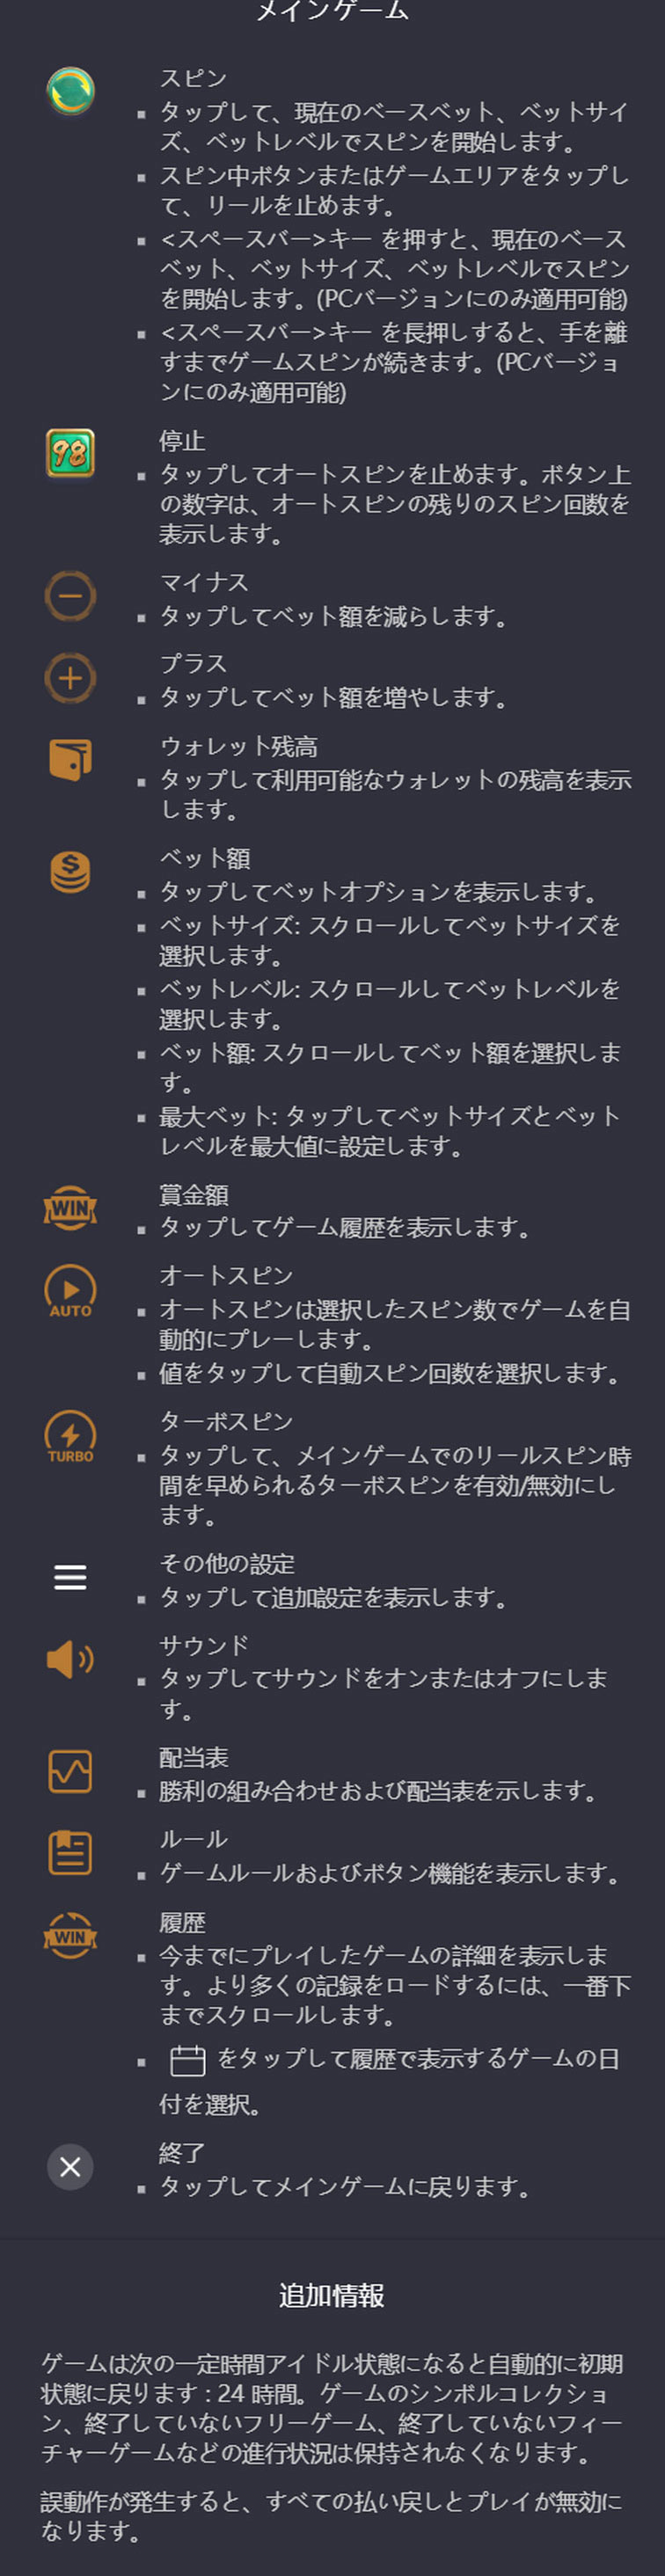 メインゲーム
スピン
▪ タップして、現在のベースベット、ベットサイ
ズ、ベットレベルでスピンを開始します。
▪ スピン中ボタンまたはゲームエリアをタップし
て、リールを止めます。
▪ <スペースバー>キー を押すと、現在のベース
ベット、ベットサイズ、ベットレベルでスピン
を開始します。(PCバージョンにのみ適用可能)
▪ <スペースバー>キー を長押しすると、手を離
すまでゲームスピンが続きます。(PCバージョ
ンにのみ適用可能)
98
停止
▪ タップしてオートスピンを止めます。ボタン上
の数字は、オートスピンの残りのスピン回数を
表示します。
マイナス
▪ タップしてベット額を減らします。
プラス
▪ タップしてベット額を増やします。
ウォレット残高
▪ タップして利用可能なウォレットの残高を表示
します。
ベット額
▪ タップしてベットオプションを表示します。
▪ ベットサイズ: スクロールしてベットサイズを
選択します。
▪ ベットレベル: スクロールしてベットレベルを
選択します。
▪ ベット額: スクロールしてベット額を選択しま
す。
▪ 最大ベット: タップしてベットサイズとベット
レベルを最大値に設定します。
WIN
賞金額
▪ タップしてゲーム履歴を表示します。
AUTO
オートスピン
▪ オートスピンは選択したスピン数でゲームを自
動的にプレーします。
▪ 値をタップして自動スピン回数を選択します。
TURBO
ターボスピン
▪ タップして、メインゲームでのリールスピン時
間を早められるターボスピンを有効/無効にし
ます。
その他の設定
▪ タップして追加設定を表示します。
サウンド
▪ タップしてサウンドをオンまたはオフにしま
す。
配当表
▪ 勝利の組み合わせおよび配当表を示します。
ルール
▪ ゲームルールおよびボタン機能を表示します。
WIN
履歴
▪ 今までにプレイしたゲームの詳細を表示しま
す。より多くの記録をロードするには、一番下
までスクロールします。
▪ をタップして履歴で表示するゲームの日
付を選択。
終了
▪ タップしてメインゲームに戻ります。
追加情報
ゲームは次の一定時間アイドル状態になると自動的に初期
状態に戻ります : 24 時間。ゲームのシンボルコレクショ
ン、終了していないフリーゲーム、終了していないフィー
チャーゲームなどの進行状況は保持されなくなります。
誤動作が発生すると、すべての払い戻しとプレイが無効に
なります。